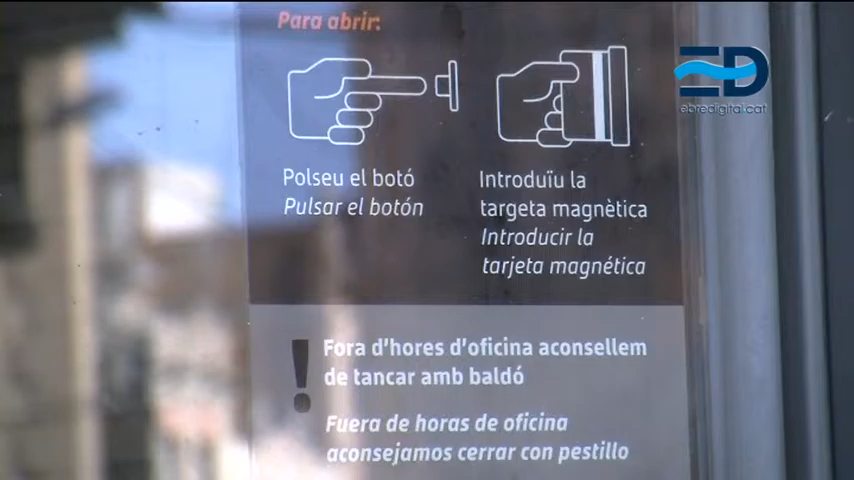 Para abrir:
ED
ebredigital.cat
Polseu el botó
Pulsar el botón
Introduïu la
targeta magnètica
Introducir la
tarjeta magnética
!
Fora d'hores d'oficina aconsellem
de tancar amb baldó
Fuera de horas de oficina
aconsejamos cerrar con pestillo